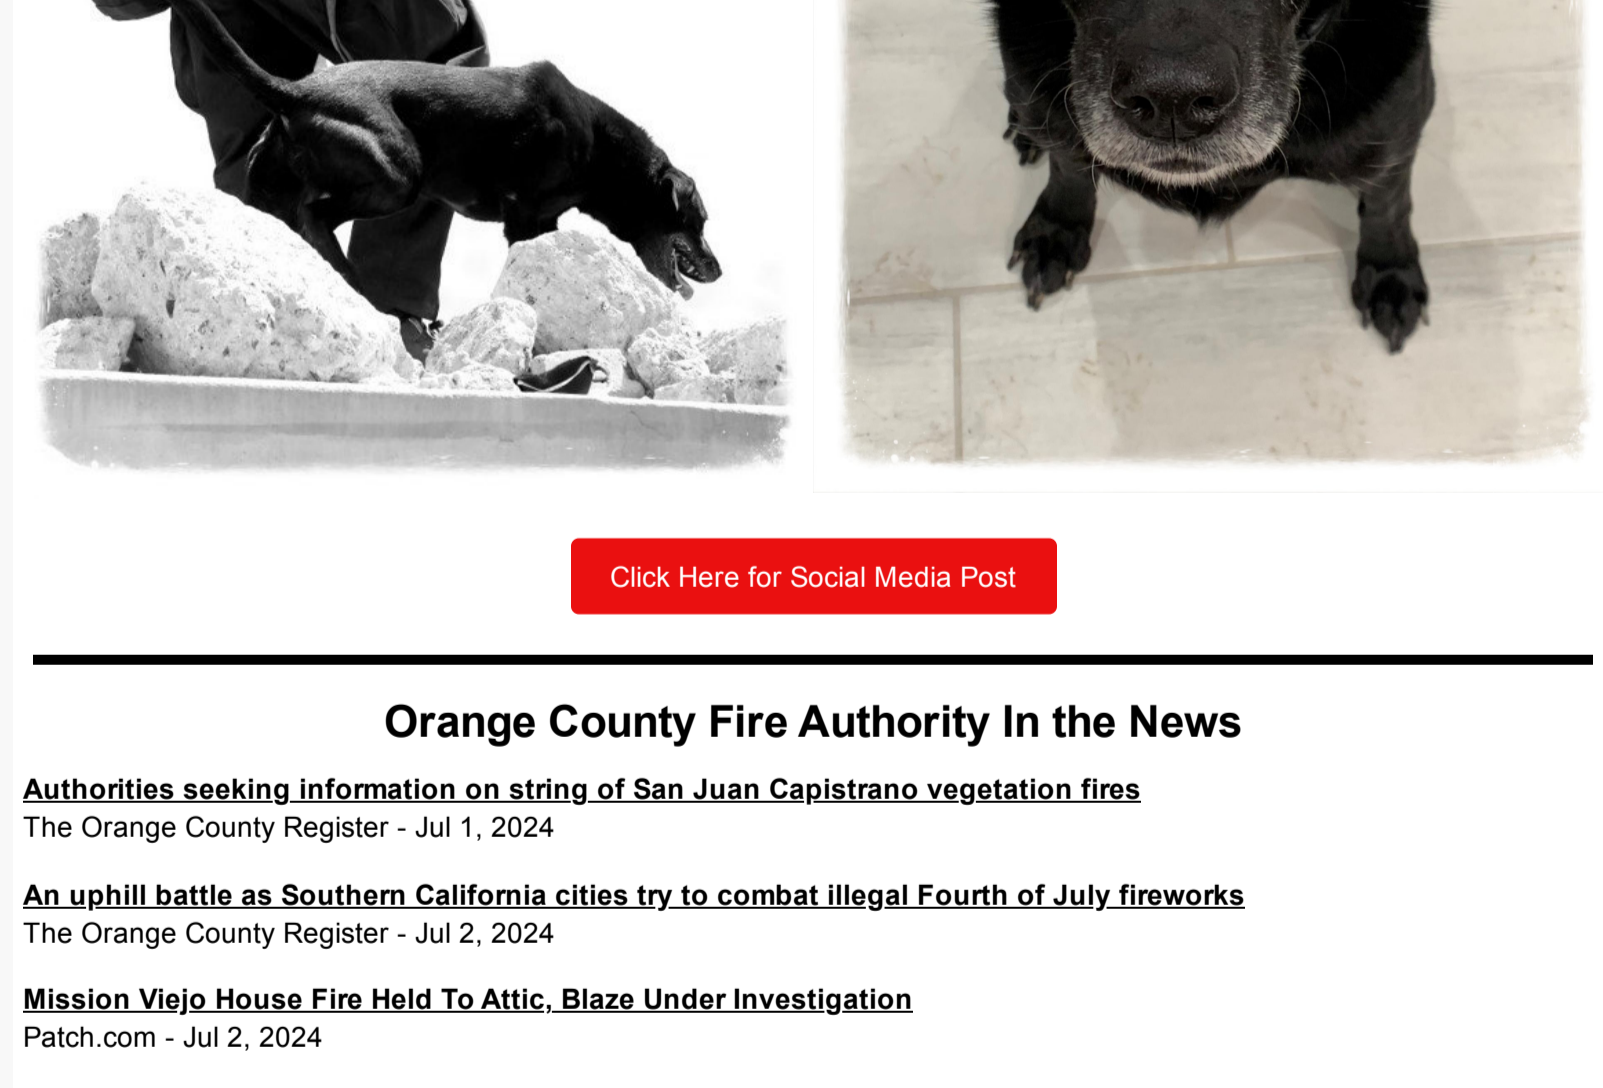 Click Here for Social Media Post
Orange County Fire Authority In the News
Authorities seeking information on string of San Juan Capistrano vegetation fires
The Orange County Register - Jul 1, 2024
An uphill battle as Southern California cities try to combat illegal Fourth of July fireworks
The Orange County Register - Jul 2, 2024
Mission Viejo House Fire Held To Attic, Blaze Under Investigation
Patch.com - Jul 2, 2024